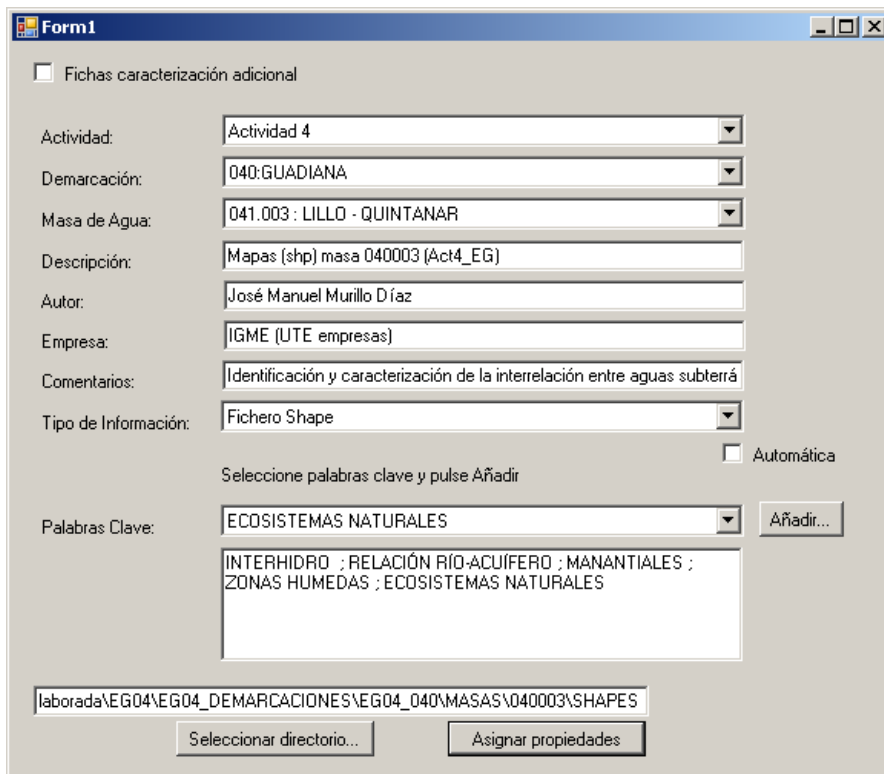 Form1
Fichas caracterización adicional
Actividad: Actividad 4
Demarcación: 040:GUADIANA
Masa de Agua: 041.003 : LILLO - QUINTANAR
Descripción: Mapas (shp) masa 040003 (Act4_EG)
Autor: José Manuel Murillo Díaz
Empresa: IGME (UTE empresas)
Comentarios: Identificación y caracterización de la interrelación entre aguas subterrá
Tipo de Información: Fichero Shape
Automática
Seleccione palabras clave y pulse Añadir
Palabras Clave: ECOSISTEMAS NATURALES Añadir...
INTERHIDRO ; RELACIÓN RÍO-ACUÍFERO ; MANANTIALES ;
ZONAS HUMEDAS ; ECOSISTEMAS NATURALES
laborada\EG04\EG04_DEMARCACIONES\EG04_040\MASAS\040003\SHAPES
Seleccionar directorio... Asignar propiedades